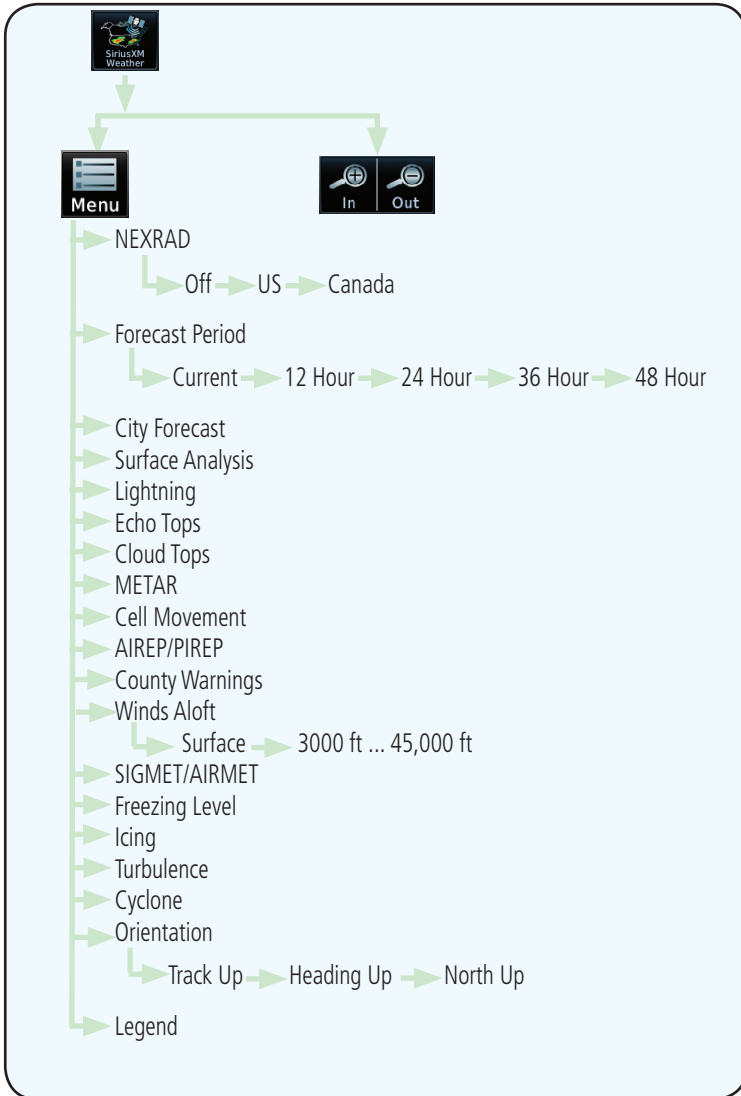 SiriusXM
Weather
Menu
In Out
NEXRAD
Off US Canada
Forecast Period
Current 12 Hour 24 Hour 36 Hour 48 Hour
City Forecast
Surface Analysis
Lightning
Echo Tops
Cloud Tops
METAR
Cell Movement
AIREP/PIREP
County Warnings
Winds Aloft
Surface 3000 ft ... 45,000 ft
SIGMET/AIRMET
Freezing Level
Icing
Turbulence
Cyclone
Orientation
Track Up Heading Up North Up
Legend